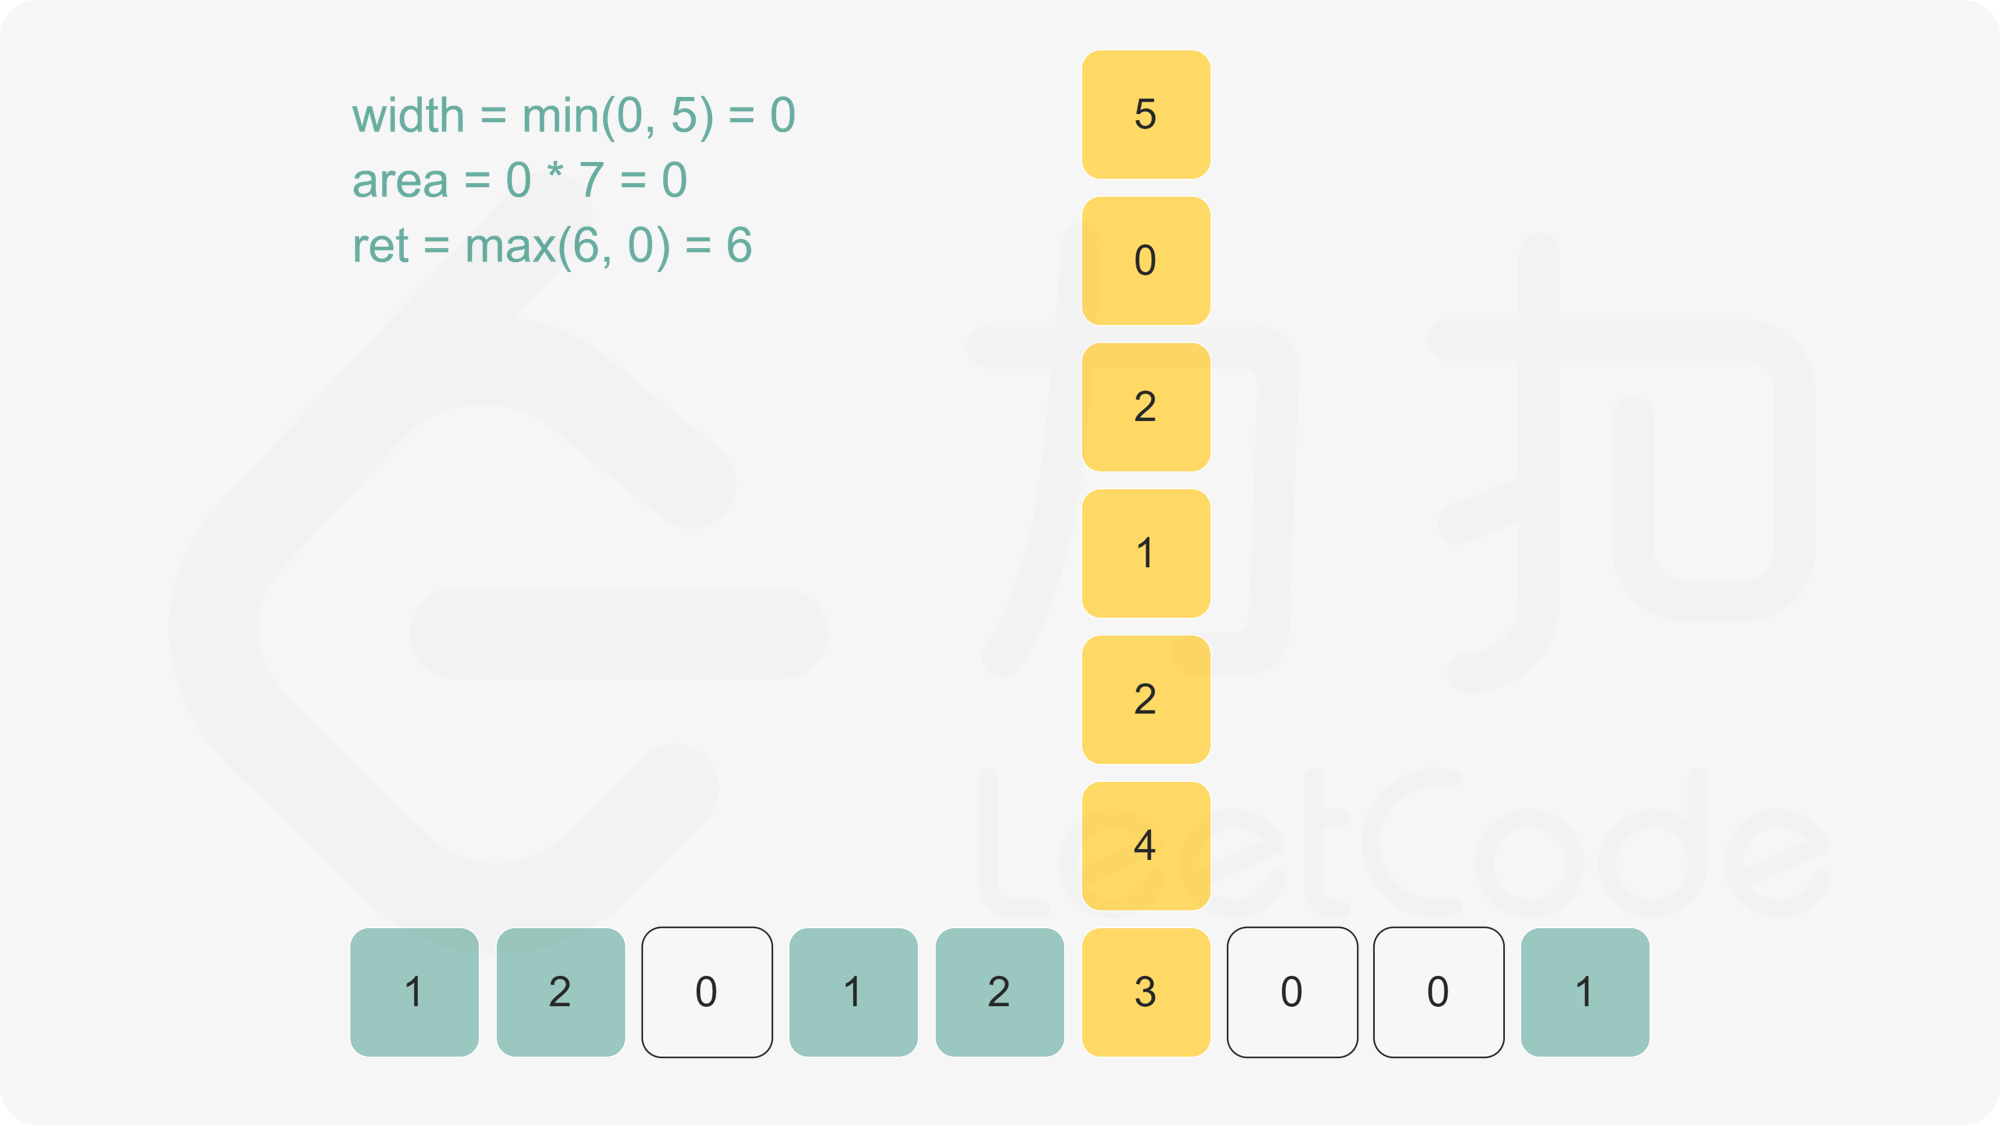 width = min(0, 5) = 0
area = 0 * 7 = 0
ret = max(6, 0) = 6
5
0
2
1
2
4
1 2 0 1 2 3 0 0 1
力扣
LeetCode